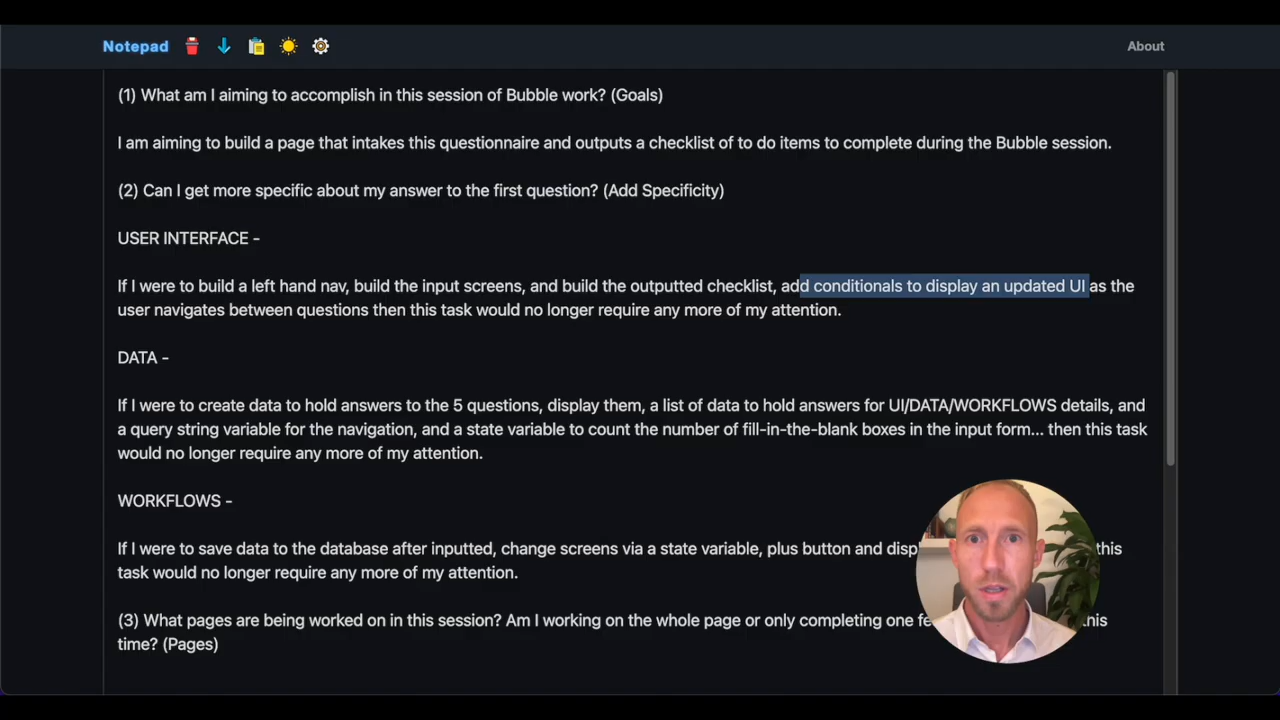 Notepad
About
(1) What am I aiming to accomplish in this session of Bubble work? (Goals)
I am aiming to build a page that intakes this questionnaire and outputs a checklist of to do items to complete during the Bubble session.
(2) Can I get more specific about my answer to the first question? (Add Specificity)
USER INTERFACE -
If I were to build a left hand nav, build the input screens, and build the outputted checklist, add conditionals to display an updated UI as the
user navigates between questions then this task would no longer require any more of my attention.
DATA -
If I were to create data to hold answers to the 5 questions, display them, a list of data to hold answers for UI/DATA/WORKFLOWS details, and
a query string variable for the navigation, and a state variable to count the number of fill-in-the-blank boxes in the input form... then this task
would no longer require any more of my attention.
WORKFLOWS -
If I were to save data to the database after inputted, change screens via a state variable, plus button and this
task would no longer require any more of my attention.
(3) What pages are being worked on in this session? Am I working on the whole page or only completing one this
time? (Pages)